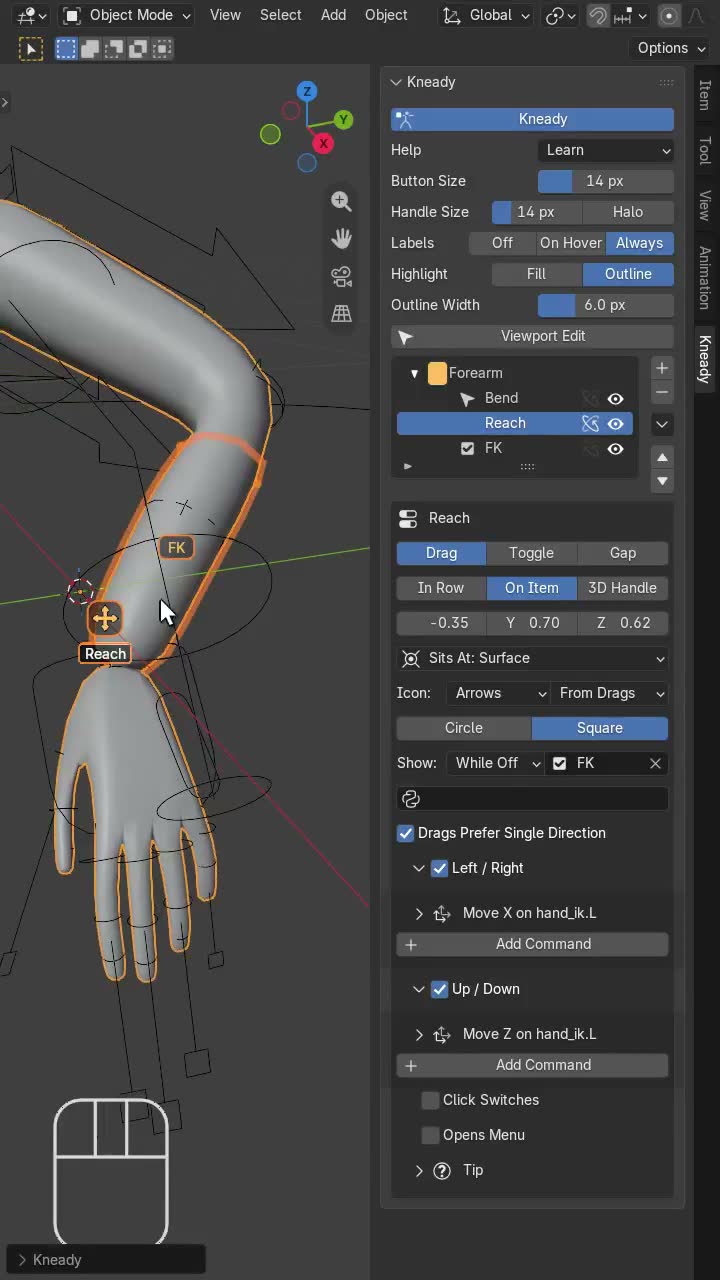 Object Mode View Select Add Object Global
Options
Kneady
Kneady
Help Learn
Button Size 14 px
Handle Size 14 px Halo
Labels Off On Hover Always
Highlight Fill Outline
Outline Width 6.0 px
Viewport Edit
Forearm
Bend
Reach
FK
Reach
Drag Toggle Gap
In Row On Item 3D Handle
-0.35 Y 0.70 Z 0.62
Sits At: Surface
Icon: Arrows From Drags
Circle Square
Show: While Off FK
Drags Prefer Single Direction
Left / Right
Move X on hand_ik.L
Add Command
Up / Down
Move Z on hand_ik.L
Add Command
Click Switches
Opens Menu
Tip
Item
Tool
View
Animation
Kneady
Z
Y
X
FK
Reach
Kneady